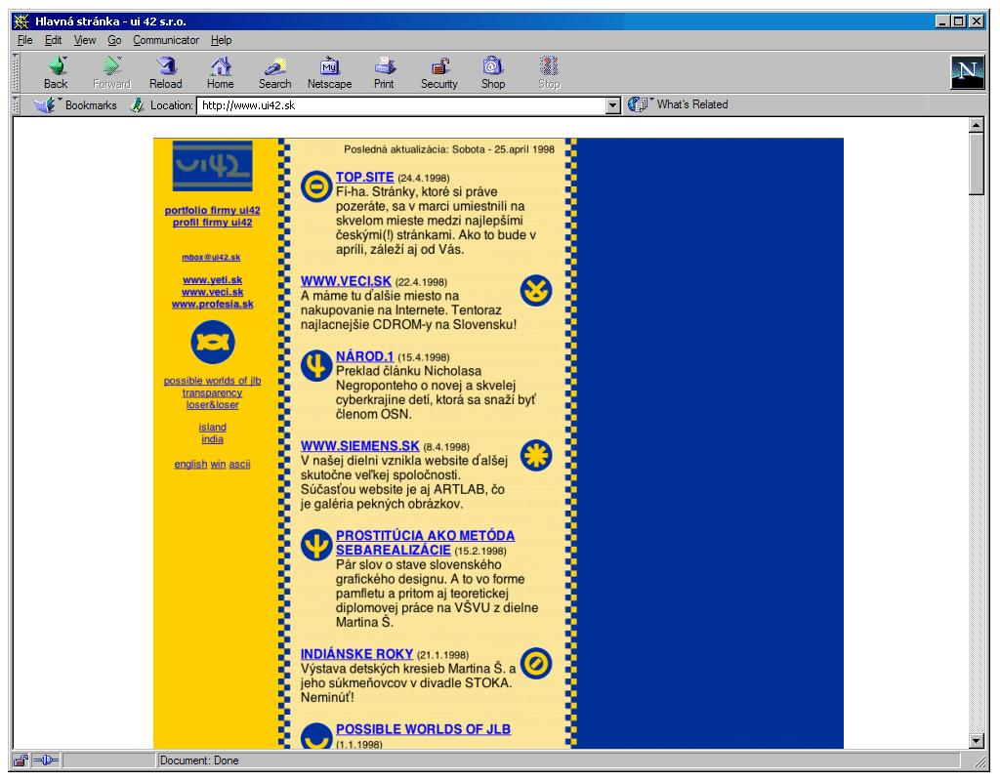 Hlavná stránka - ui 42 s.r.o.
File Edit View Go Communicator Help
Back Forward Reload Home Search Netscape Print Security Shop Stop
My
N
Bookmarks Location: http://www.ui42.sk What's Related
ui42
portfolio firmy ui42
profil firmy ui42
mbox@ui42.sk
www.yeti.sk
www.veci.sk
www.profesia.sk
possible worlds of jlb
transparency
loser&loser
island
india
english win ascii
Posledná aktualizácia: Sobota - 25.apríl 1998
TOP.SITE (24.4.1998)
Fí-ha. Stránky, ktoré si práve
pozeráte, sa v marci umiestnili na
skvelom mieste medzi najlepšími
českými(!) stránkami. Ako to bude v
apríli, záleží aj od Vás.
WWW.VECI.SK (22.4.1998)
A máme tu ďalšie miesto na
nakupovanie na Internete. Tentoraz
najlacnejšie CDROM-y na Slovensku!
NÁROD.1 (15.4.1998)
Preklad článku Nicholasa
Negroponteho o novej a skvelej
cyberkrajine detí, ktorá sa snaží byť
členom OSN.
WWW.SIEMENS.SK (8.4.1998)
V našej dielni vznikla website ďalšej
skutočne veľkej spoločnosti.
Súčasťou website je aj ARTLAB, čo
je galéria pekných obrázkov.
PROSTITÚCIA AKO METÓDA
SEBAREALIZÁCIE (15.2.1998)
Pár slov o stave slovenského
grafického designu. A to vo forme
pamfletu a pritom aj teoretickej
diplomovej práce na VŠVU z dielne
Martina Š.
INDIÁNSKE ROKY (21.1.1998)
Výstava detských kresieb Martina Š. a
jeho súkmeňovcov v divadle STOKA.
Neminúť!
POSSIBLE WORLDS OF JLB
(1.1.1998)
Document: Done